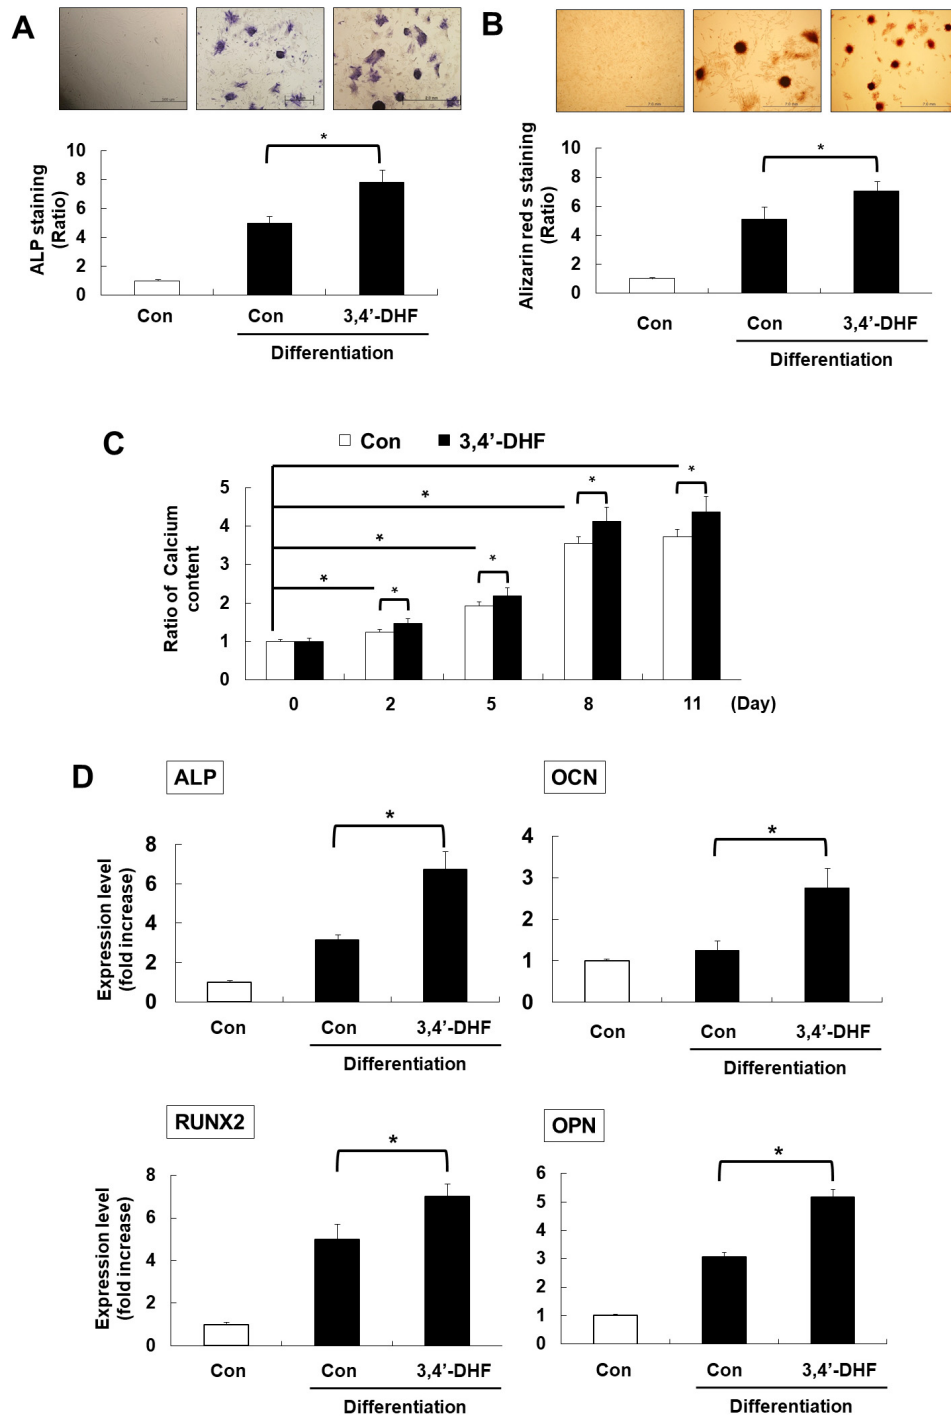 A
B
ALP staining
(Ratio)
10
8
6
4
2
0
*
Con
Con
3,4’-DHF
Differentiation
Alizarin red s staining
(Ratio)
10
8
6
4
2
0
*
Con
Con
3,4’-DHF
Differentiation
C
Con
3,4’-DHF
Ratio of Calcium
content
5
4
3
2
1
0
*
*
*
*
*
*
*
*
0
2
5
8
11
(Day)
D
ALP
Expression level
(fold increase)
8
6
4
2
0
*
Con
Con
3,4’-DHF
Differentiation
OCN
4
3
2
1
0
*
Con
Con
3,4’-DHF
Differentiation
RUNX2
Expression level
(fold increase)
8
6
4
2
0
*
Con
Con
3,4’-DHF
Differentiation
OPN
6
5
4
3
2
1
0
*
Con
Con
3,4’-DHF
Differentiation